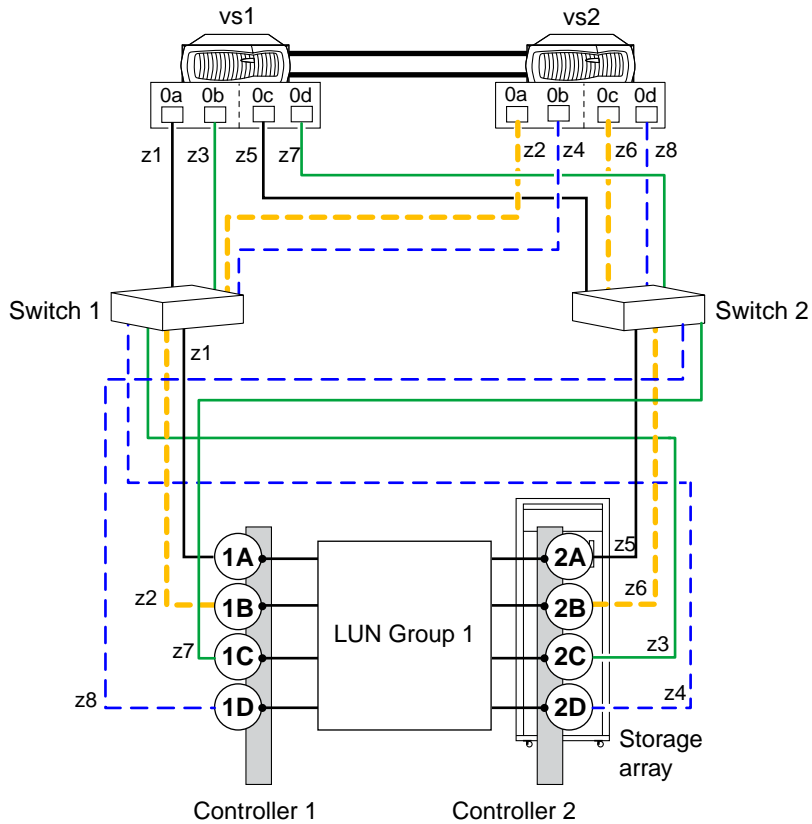 vs1 vs2
0a 0b 0c 0d 0a 0b 0c 0d
z1 z3 z5 z7 z2 z4 z6 z8
Switch 1 Switch 2
z1
1A 2A z5
z2 1B 2B z6
LUN Group 1
z7 1C 2C z3
z8 1D 2D z4
Storage
array
Controller 1 Controller 2